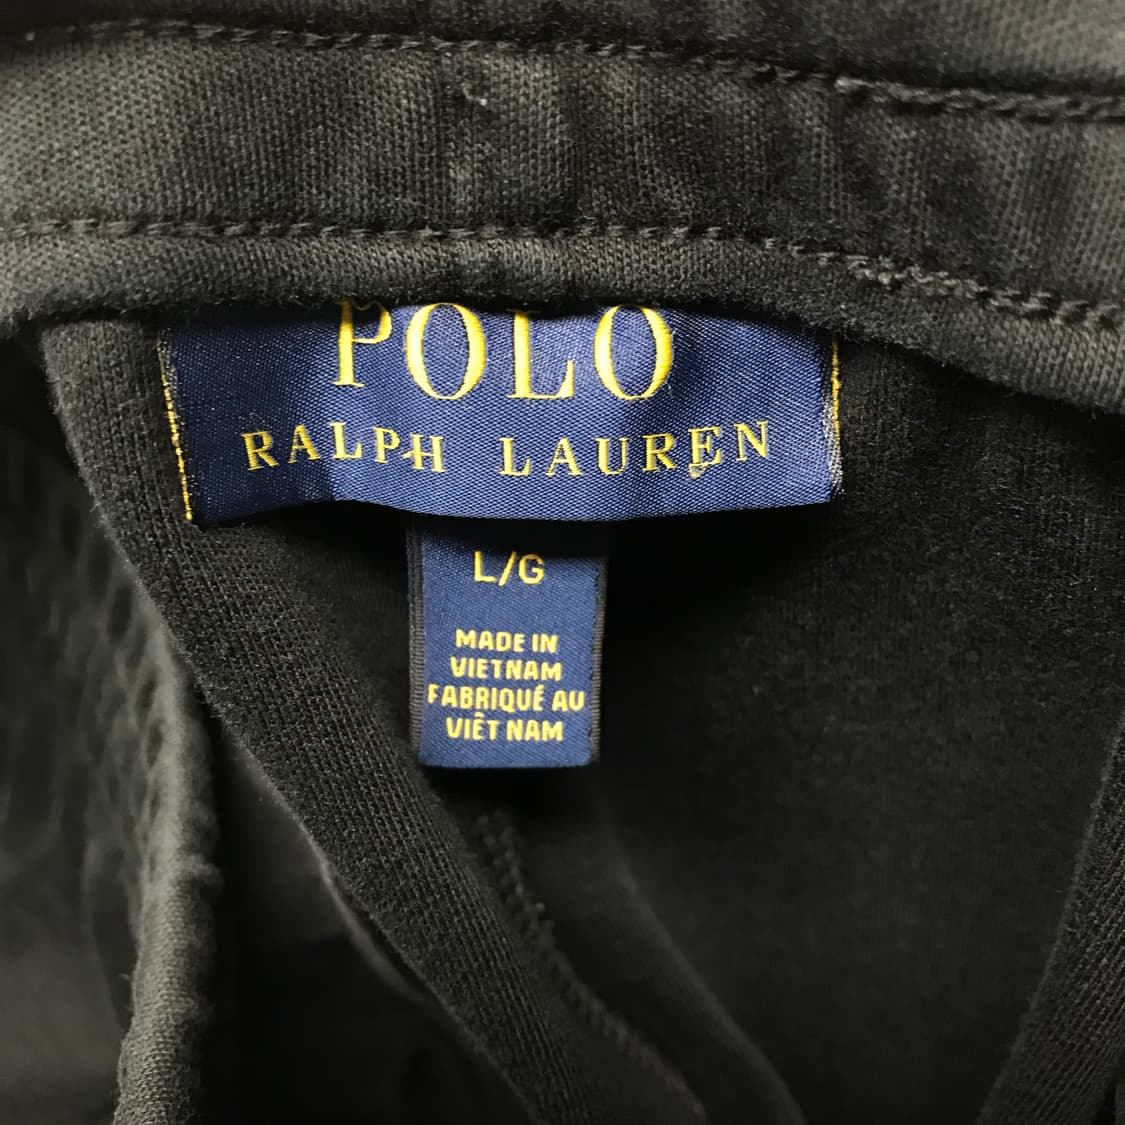 POLO
RALPH LAUREN
L/G
MADE IN
VIETNAM
FABRIQUÉ AU
VIÊT NAM